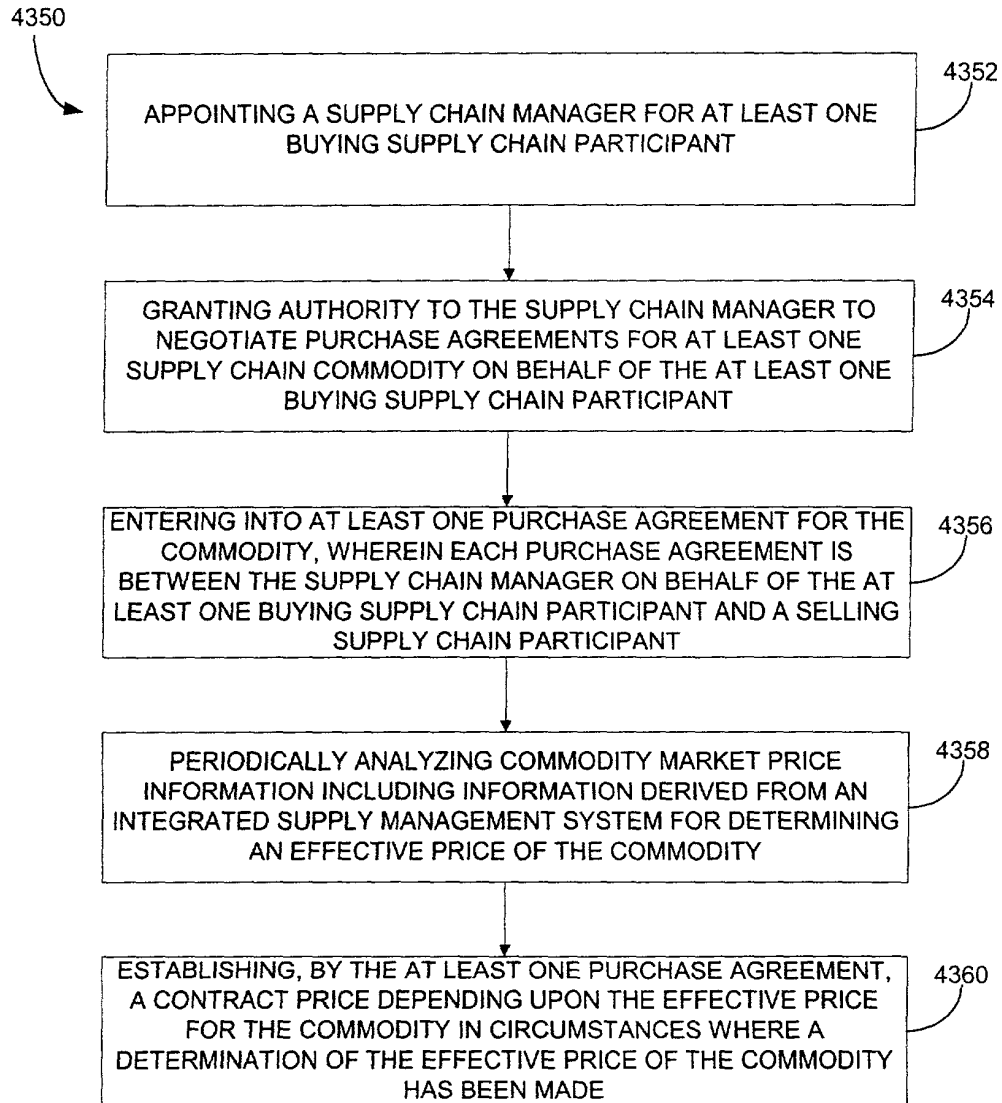 4350
4352
APPOINTING A SUPPLY CHAIN MANAGER FOR AT LEAST ONE
BUYING SUPPLY CHAIN PARTICIPANT
4354
GRANTING AUTHORITY TO THE SUPPLY CHAIN MANAGER TO
NEGOTIATE PURCHASE AGREEMENTS FOR AT LEAST ONE
SUPPLY CHAIN COMMODITY ON BEHALF OF THE AT LEAST ONE
BUYING SUPPLY CHAIN PARTICIPANT
4356
ENTERING INTO AT LEAST ONE PURCHASE AGREEMENT FOR THE
COMMODITY, WHEREIN EACH PURCHASE AGREEMENT IS
BETWEEN THE SUPPLY CHAIN MANAGER ON BEHALF OF THE AT
LEAST ONE BUYING SUPPLY CHAIN PARTICIPANT AND A SELLING
SUPPLY CHAIN PARTICIPANT
4358
PERIODICALLY ANALYZING COMMODITY MARKET PRICE
INFORMATION INCLUDING INFORMATION DERIVED FROM AN
INTEGRATED SUPPLY MANAGEMENT SYSTEM FOR DETERMINING
AN EFFECTIVE PRICE OF THE COMMODITY
4360
ESTABLISHING, BY THE AT LEAST ONE PURCHASE AGREEMENT,
A CONTRACT PRICE DEPENDING UPON THE EFFECTIVE PRICE
FOR THE COMMODITY IN CIRCUMSTANCES WHERE A
DETERMINATION OF THE EFFECTIVE PRICE OF THE COMMODITY
HAS BEEN MADE